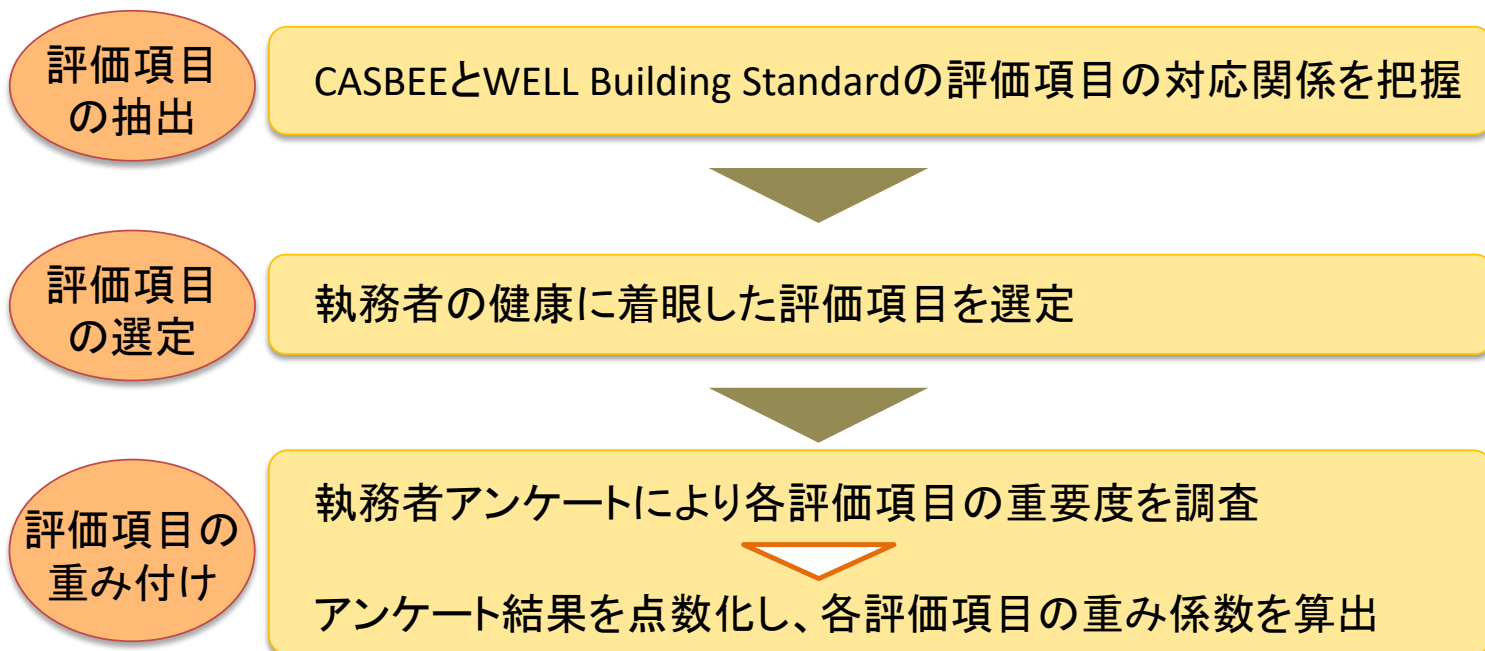 評価項目
の抽出
CASBEEとWELL Building Standardの評価項目の対応関係を把握
評価項目
の選定
執務者の健康に着眼した評価項目を選定
評価項目の
重み付け
執務者アンケートにより各評価項目の重要度を調査
アンケート結果を点数化し、各評価項目の重み係数を算出